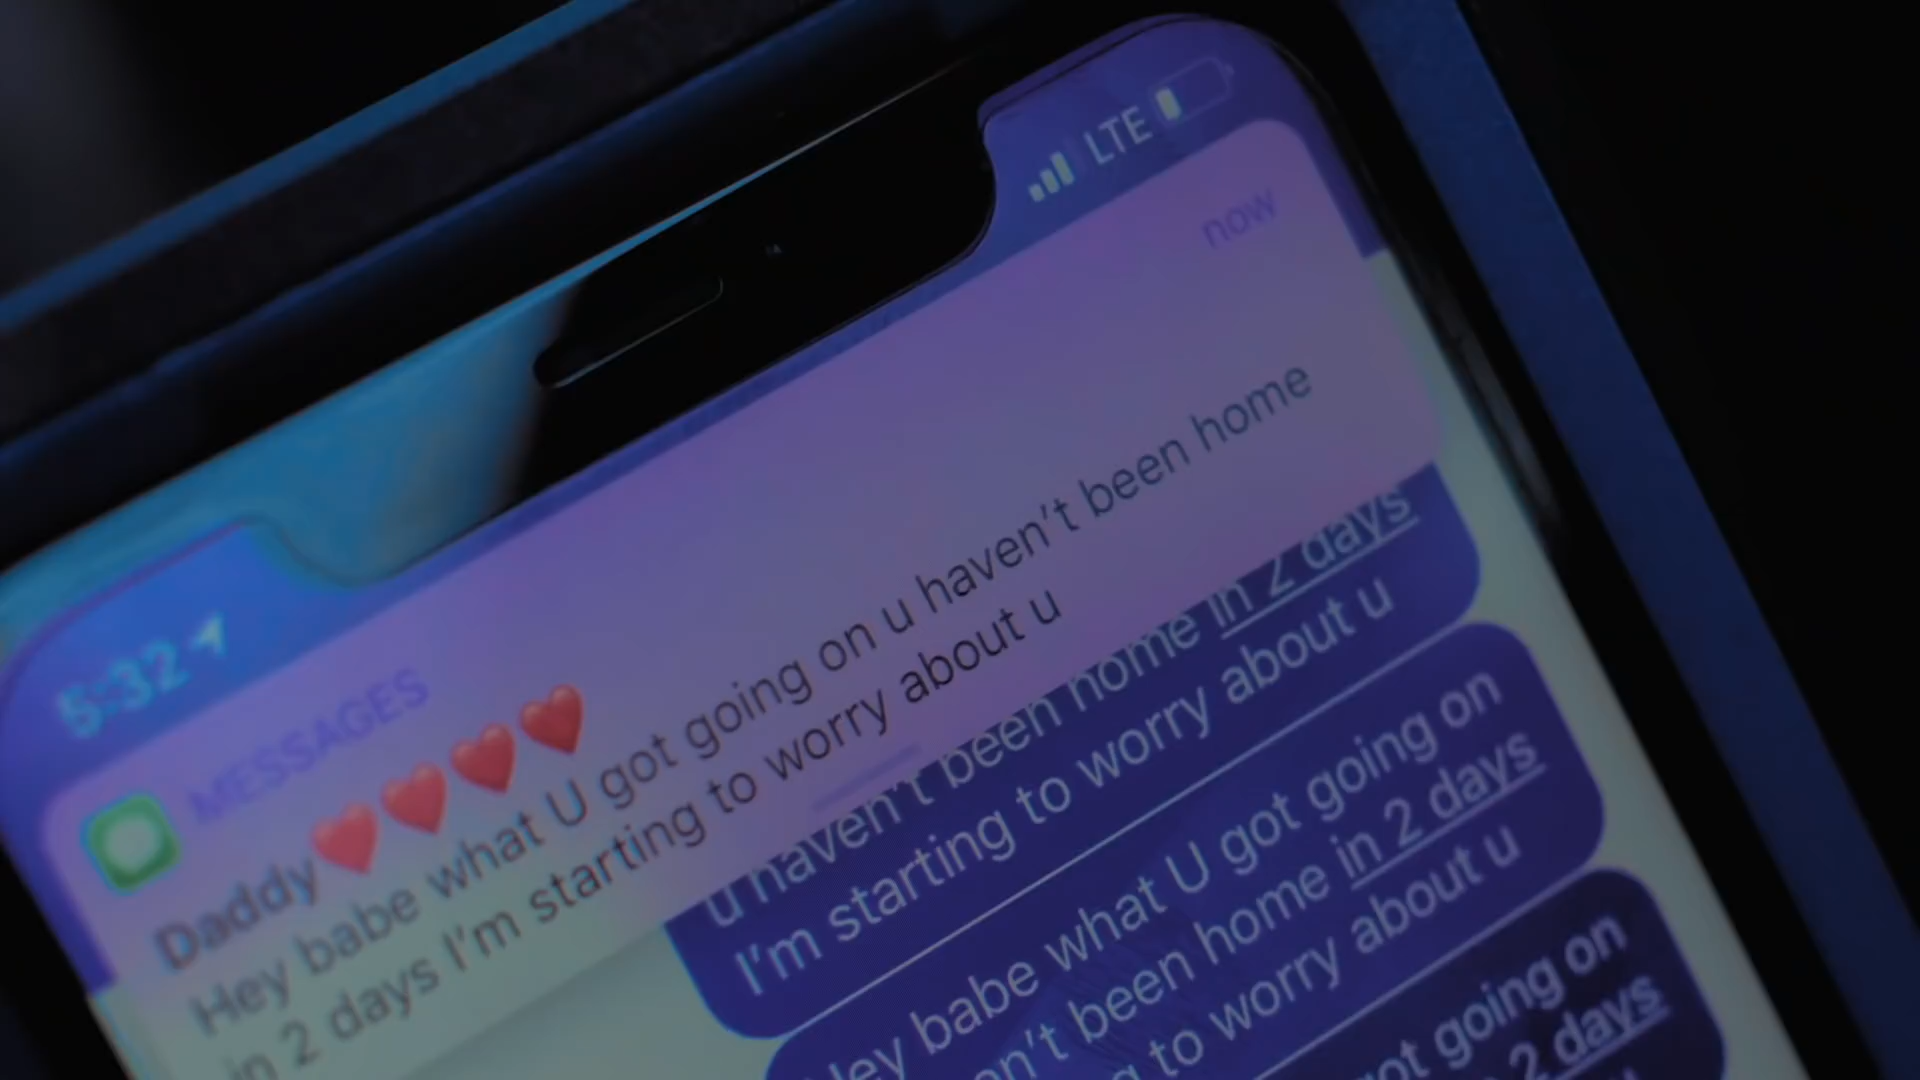 5:32
LTE
MESSAGES
now
Daddy❤️❤️❤️❤️
Hey babe what U got going on u haven't been home
in 2 days I'm starting to worry about u
u haven't been home in 2 days
I'm starting to worry about u
Hey babe what U got going on
haven't been home in 2 days
to worry about u
got going on
2 days
u